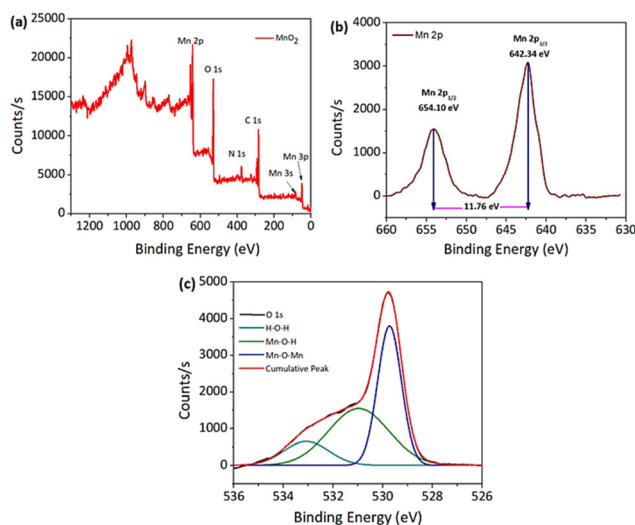 (a)
MnO2
Mn 2p
O 1s
C 1s
N 1s
Mn 3p
Mn 3s
25000
20000
15000
10000
5000
0
Counts/s
1200 1000 800 600 400 200 0
Binding Energy (eV)
(b)
Mn 2p
Mn 2p1/2
642.34 eV
Mn 2p1/2
654.10 eV
11.76 eV
3000
2000
1000
0
Counts/s
660 655 650 645 640 635 630
Binding Energy (eV)
(c)
O 1s
H-O-H
Mn-O-H
Mn-O-Mn
Cumulative Peak
5000
4000
3000
2000
1000
0
Counts/s
536 534 532 530 528 526
Binding Energy (eV)